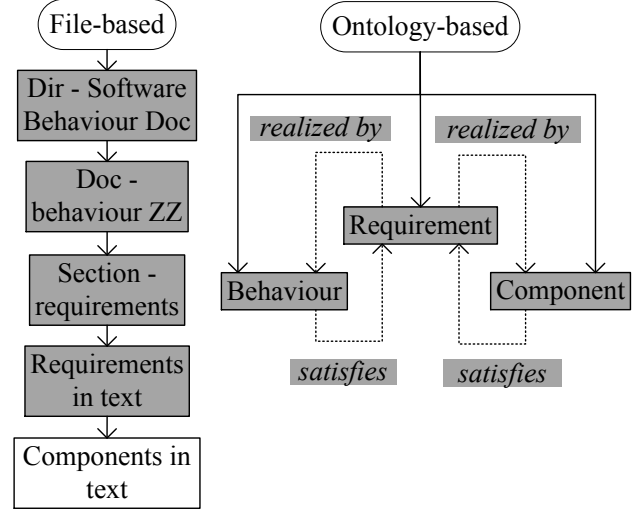 File-based
Dir - Software
Behaviour Doc
Doc -
behaviour ZZ
Section -
requirements
Requirements
in text
Components in
text
Ontology-based
realized by
realized by
Requirement
Behaviour
Component
satisfies
satisfies